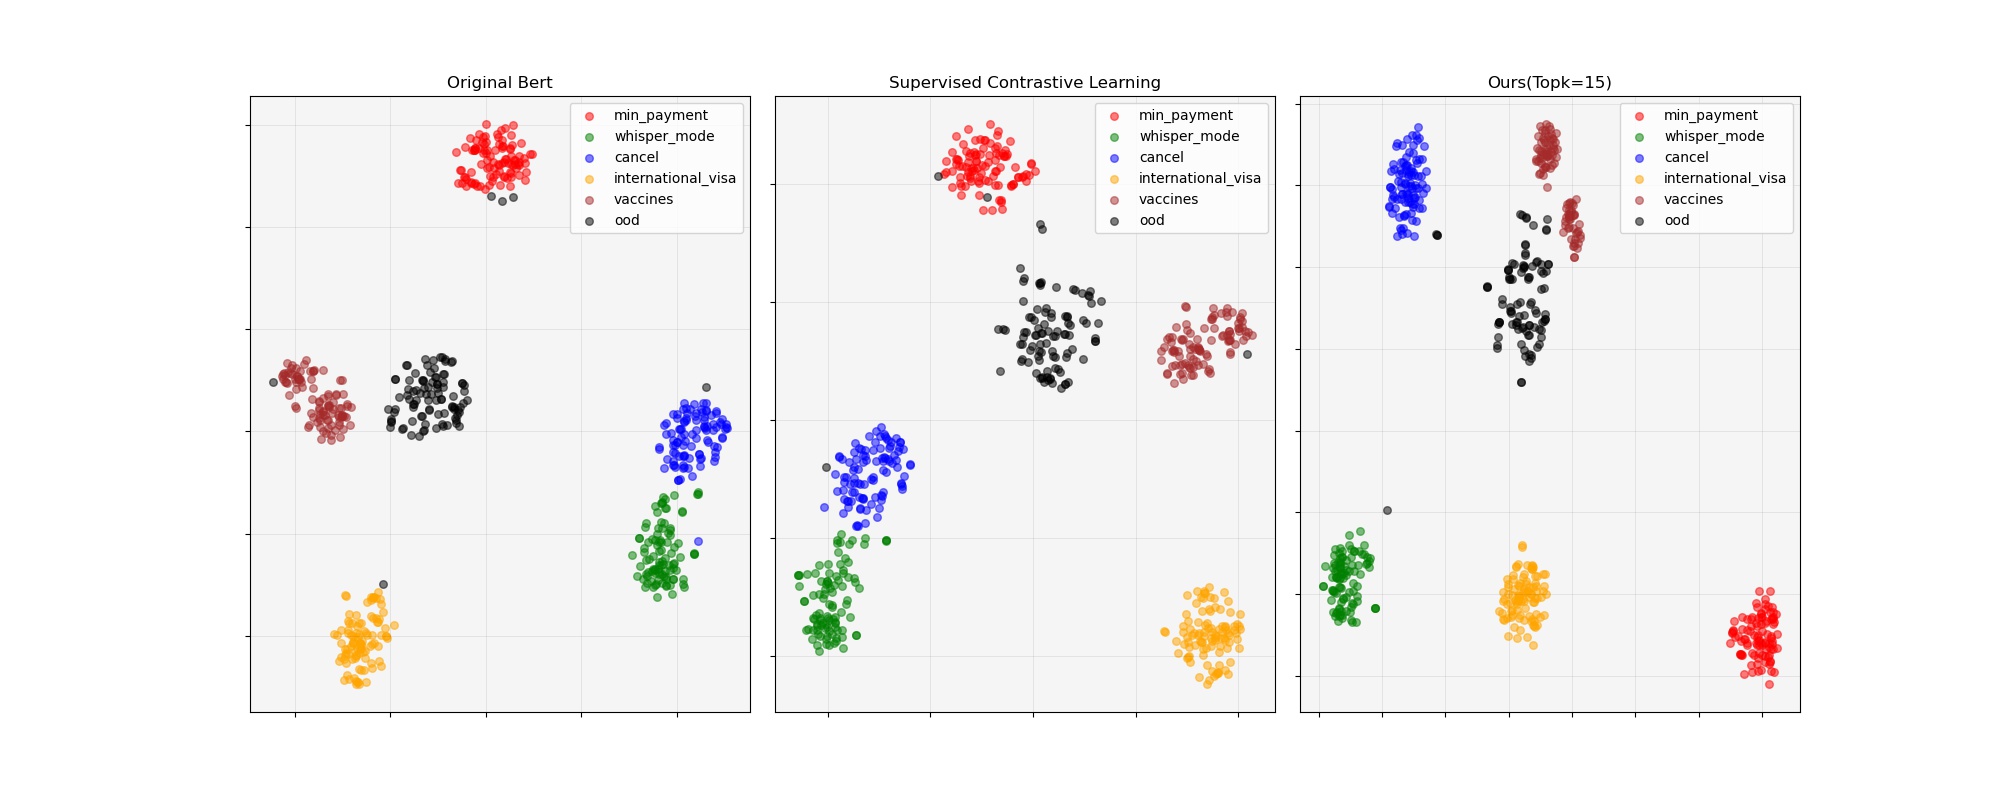 Original Bert
min_payment
whisper_mode
cancel
international_visa
vaccines
ood
Supervised Contrastive Learning
min_payment
whisper_mode
cancel
international_visa
vaccines
ood
Ours(Topk=15)
min_payment
whisper_mode
cancel
international_visa
vaccines
ood